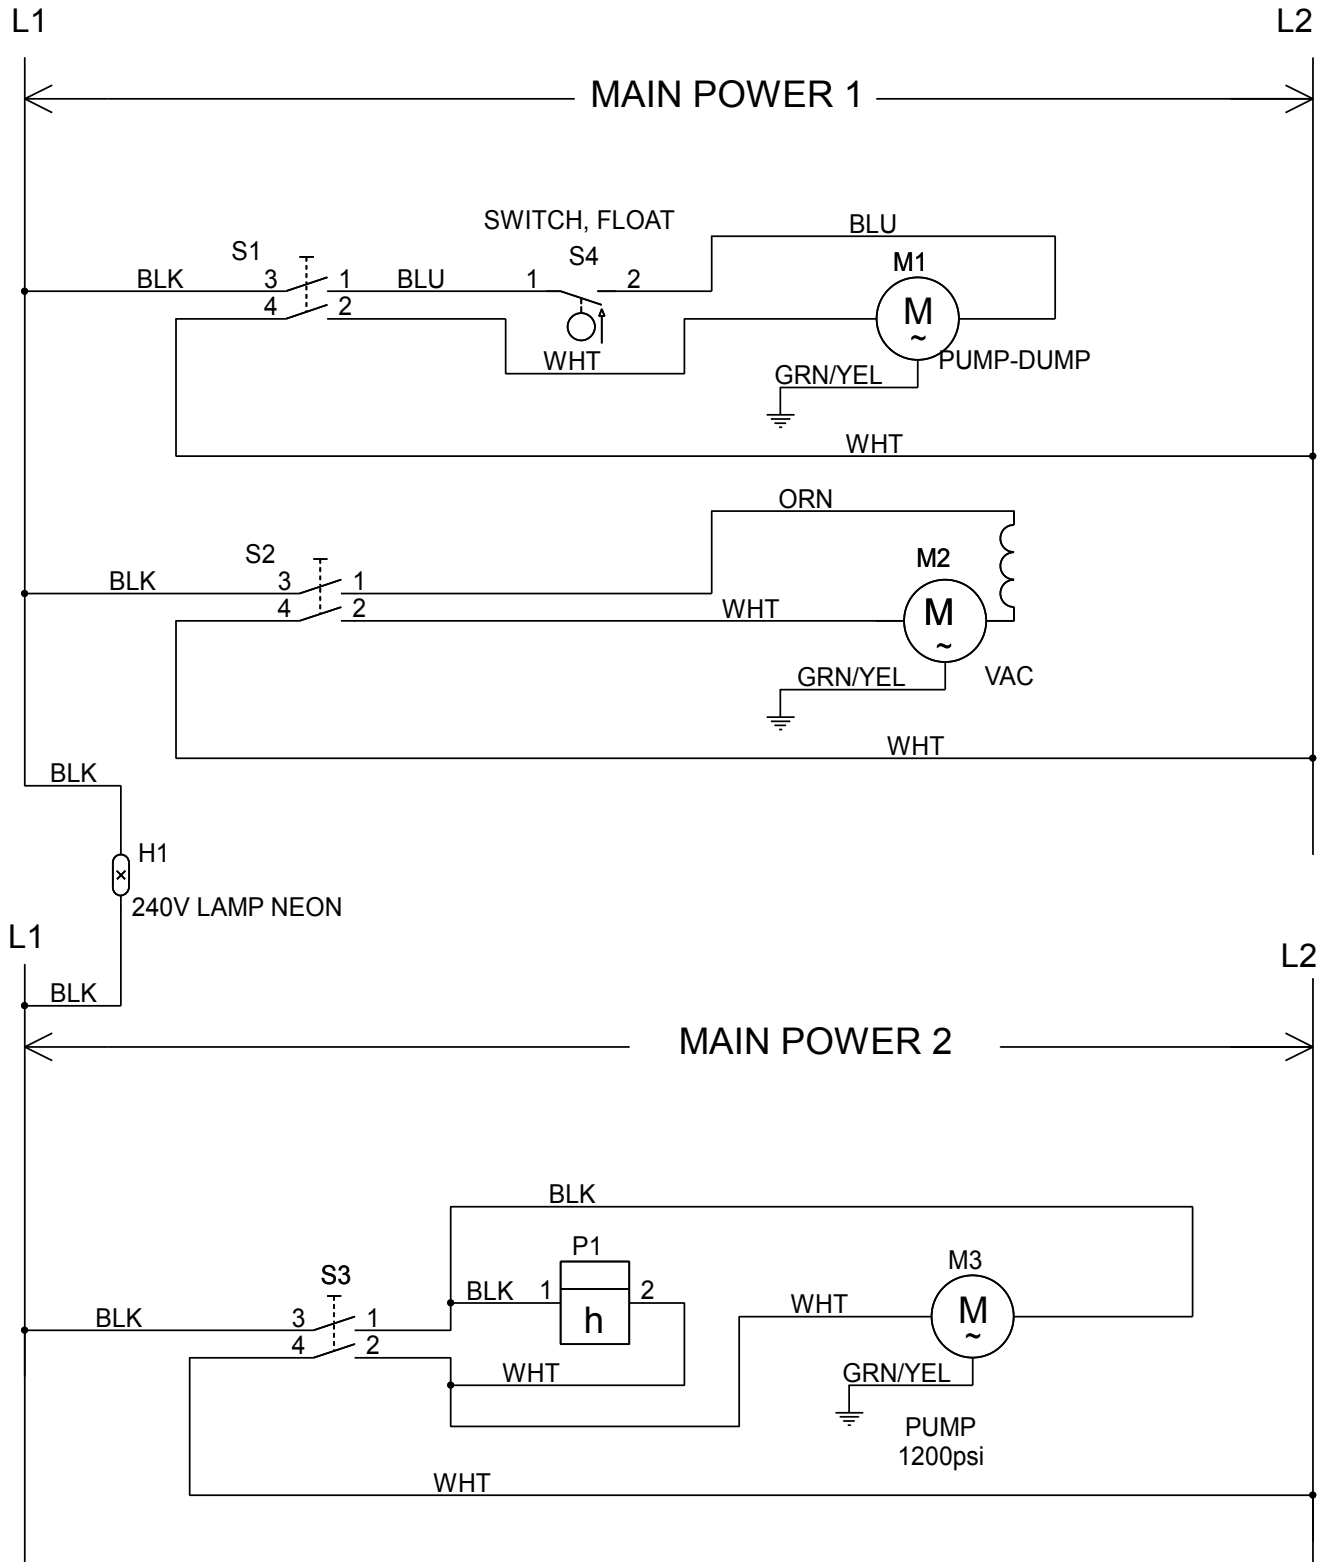 L1 L2
MAIN POWER 1
SWITCH, FLOAT
BLU
S1 S4 M1
BLK 3 1 BLU 1 2
4 2 M
~
WHT PUMP-DUMP
GRN/YEL
WHT
ORN
S2 M2
BLK 3 1
4 2 WHT M
~
GRN/YEL VAC
WHT
BLK
H1
240V LAMP NEON
L1 L2
BLK
MAIN POWER 2
BLK
P1 M3
S3 BLK 1 2
BLK 3 1 h WHT M
~
4 2
WHT GRN/YEL
PUMP
1200psi
WHT